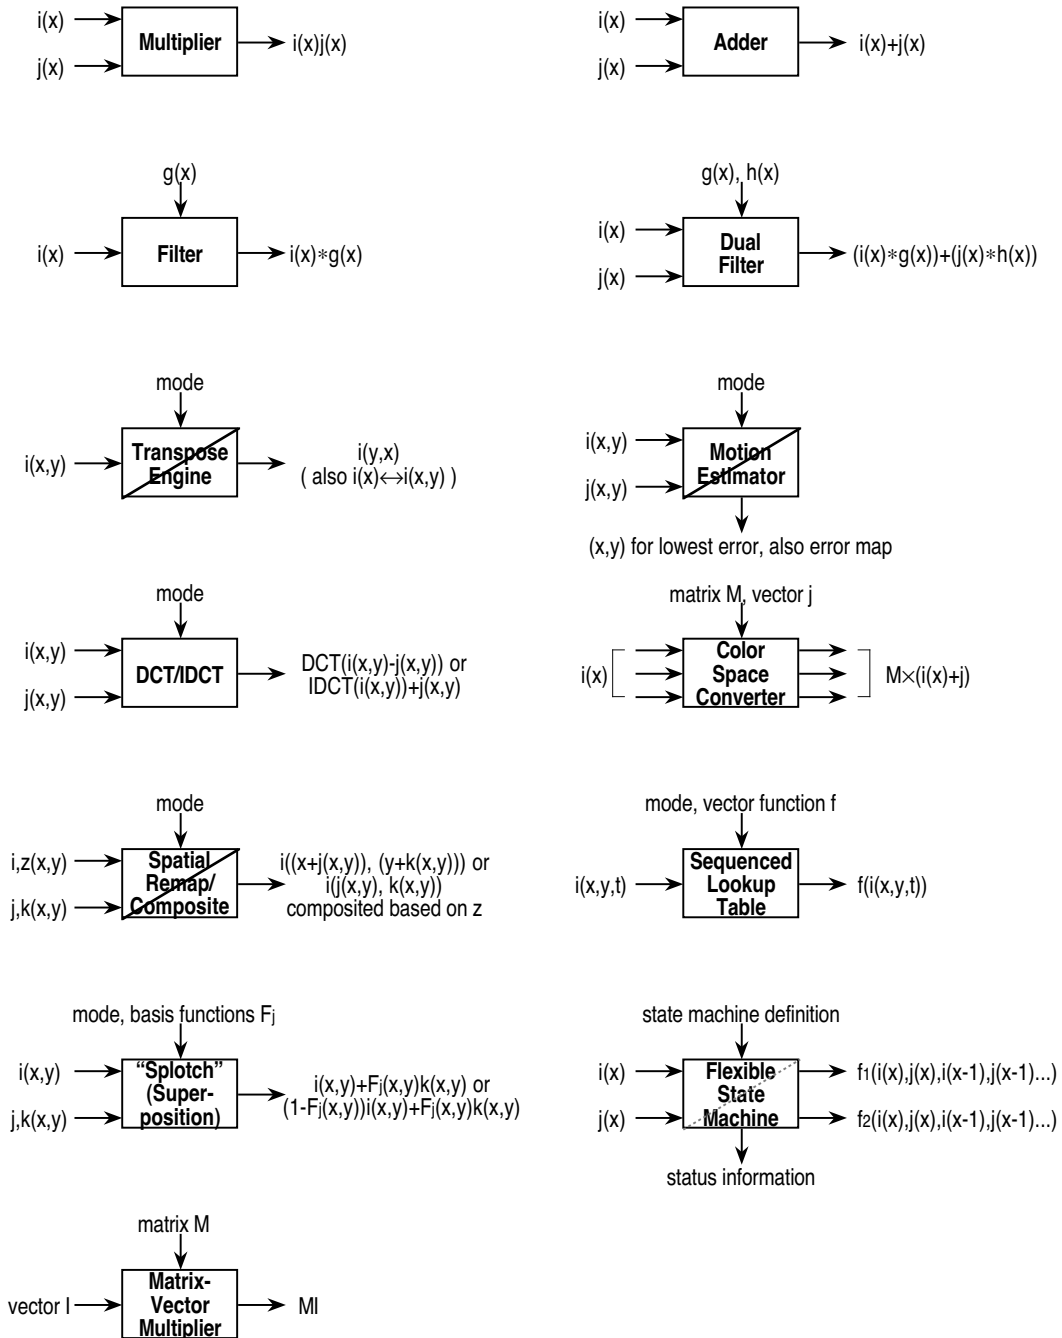 i(x)
j(x)
Multiplier
i(x)j(x)
i(x)
j(x)
Adder
i(x)+j(x)
g(x)
i(x)
Filter
i(x)*g(x)
g(x), h(x)
i(x)
j(x)
Dual
Filter
(i(x)*g(x))+(j(x)*h(x))
mode
i(x,y)
Transpose
Engine
i(y,x)
( also i(x)↔i(x,y) )
mode
i(x,y)
j(x,y)
Motion
Estimator
(x,y) for lowest error, also error map
mode
i(x,y)
j(x,y)
DCT/IDCT
DCT(i(x,y)-j(x,y)) or
IDCT(i(x,y))+j(x,y)
matrix M, vector j
i(x)
Color
Space
Converter
M×(i(x)+j)
mode
i,z(x,y)
j,k(x,y)
Spatial
Remap/
Composite
i((x+j(x,y)), (y+k(x,y))) or
i(j(x,y), k(x,y))
composited based on z
mode, vector function f
i(x,y,t)
Sequenced
Lookup
Table
f(i(x,y,t))
mode, basis functions Fj
i(x,y)
j,k(x,y)
“Splotch”
(Super-
position)
i(x,y)+Fj(x,y)k(x,y) or
(1-Fj(x,y))i(x,y)+Fj(x,y)k(x,y)
state machine definition
i(x)
j(x)
Flexible
State
Machine
f1(i(x),j(x),i(x-1),j(x-1)...)
f2(i(x),j(x),i(x-1),j(x-1)...)
status information
matrix M
vector I
Matrix-
Vector
Multiplier
MI